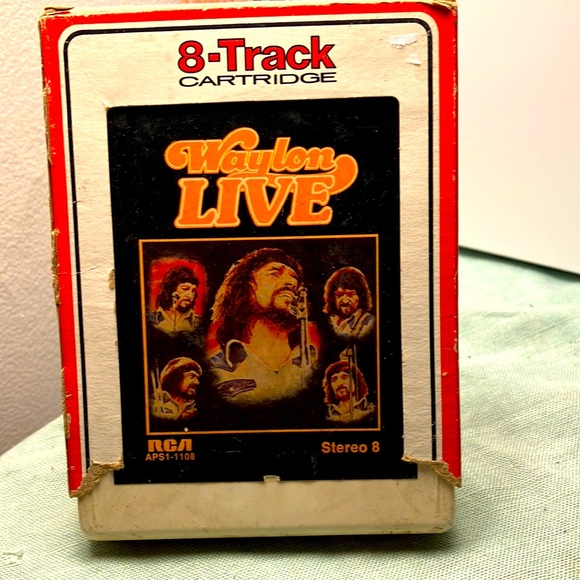 8-Track
CARTRIDGE
Waylon
LIVE
RCA
APS1-1108
Stereo 8